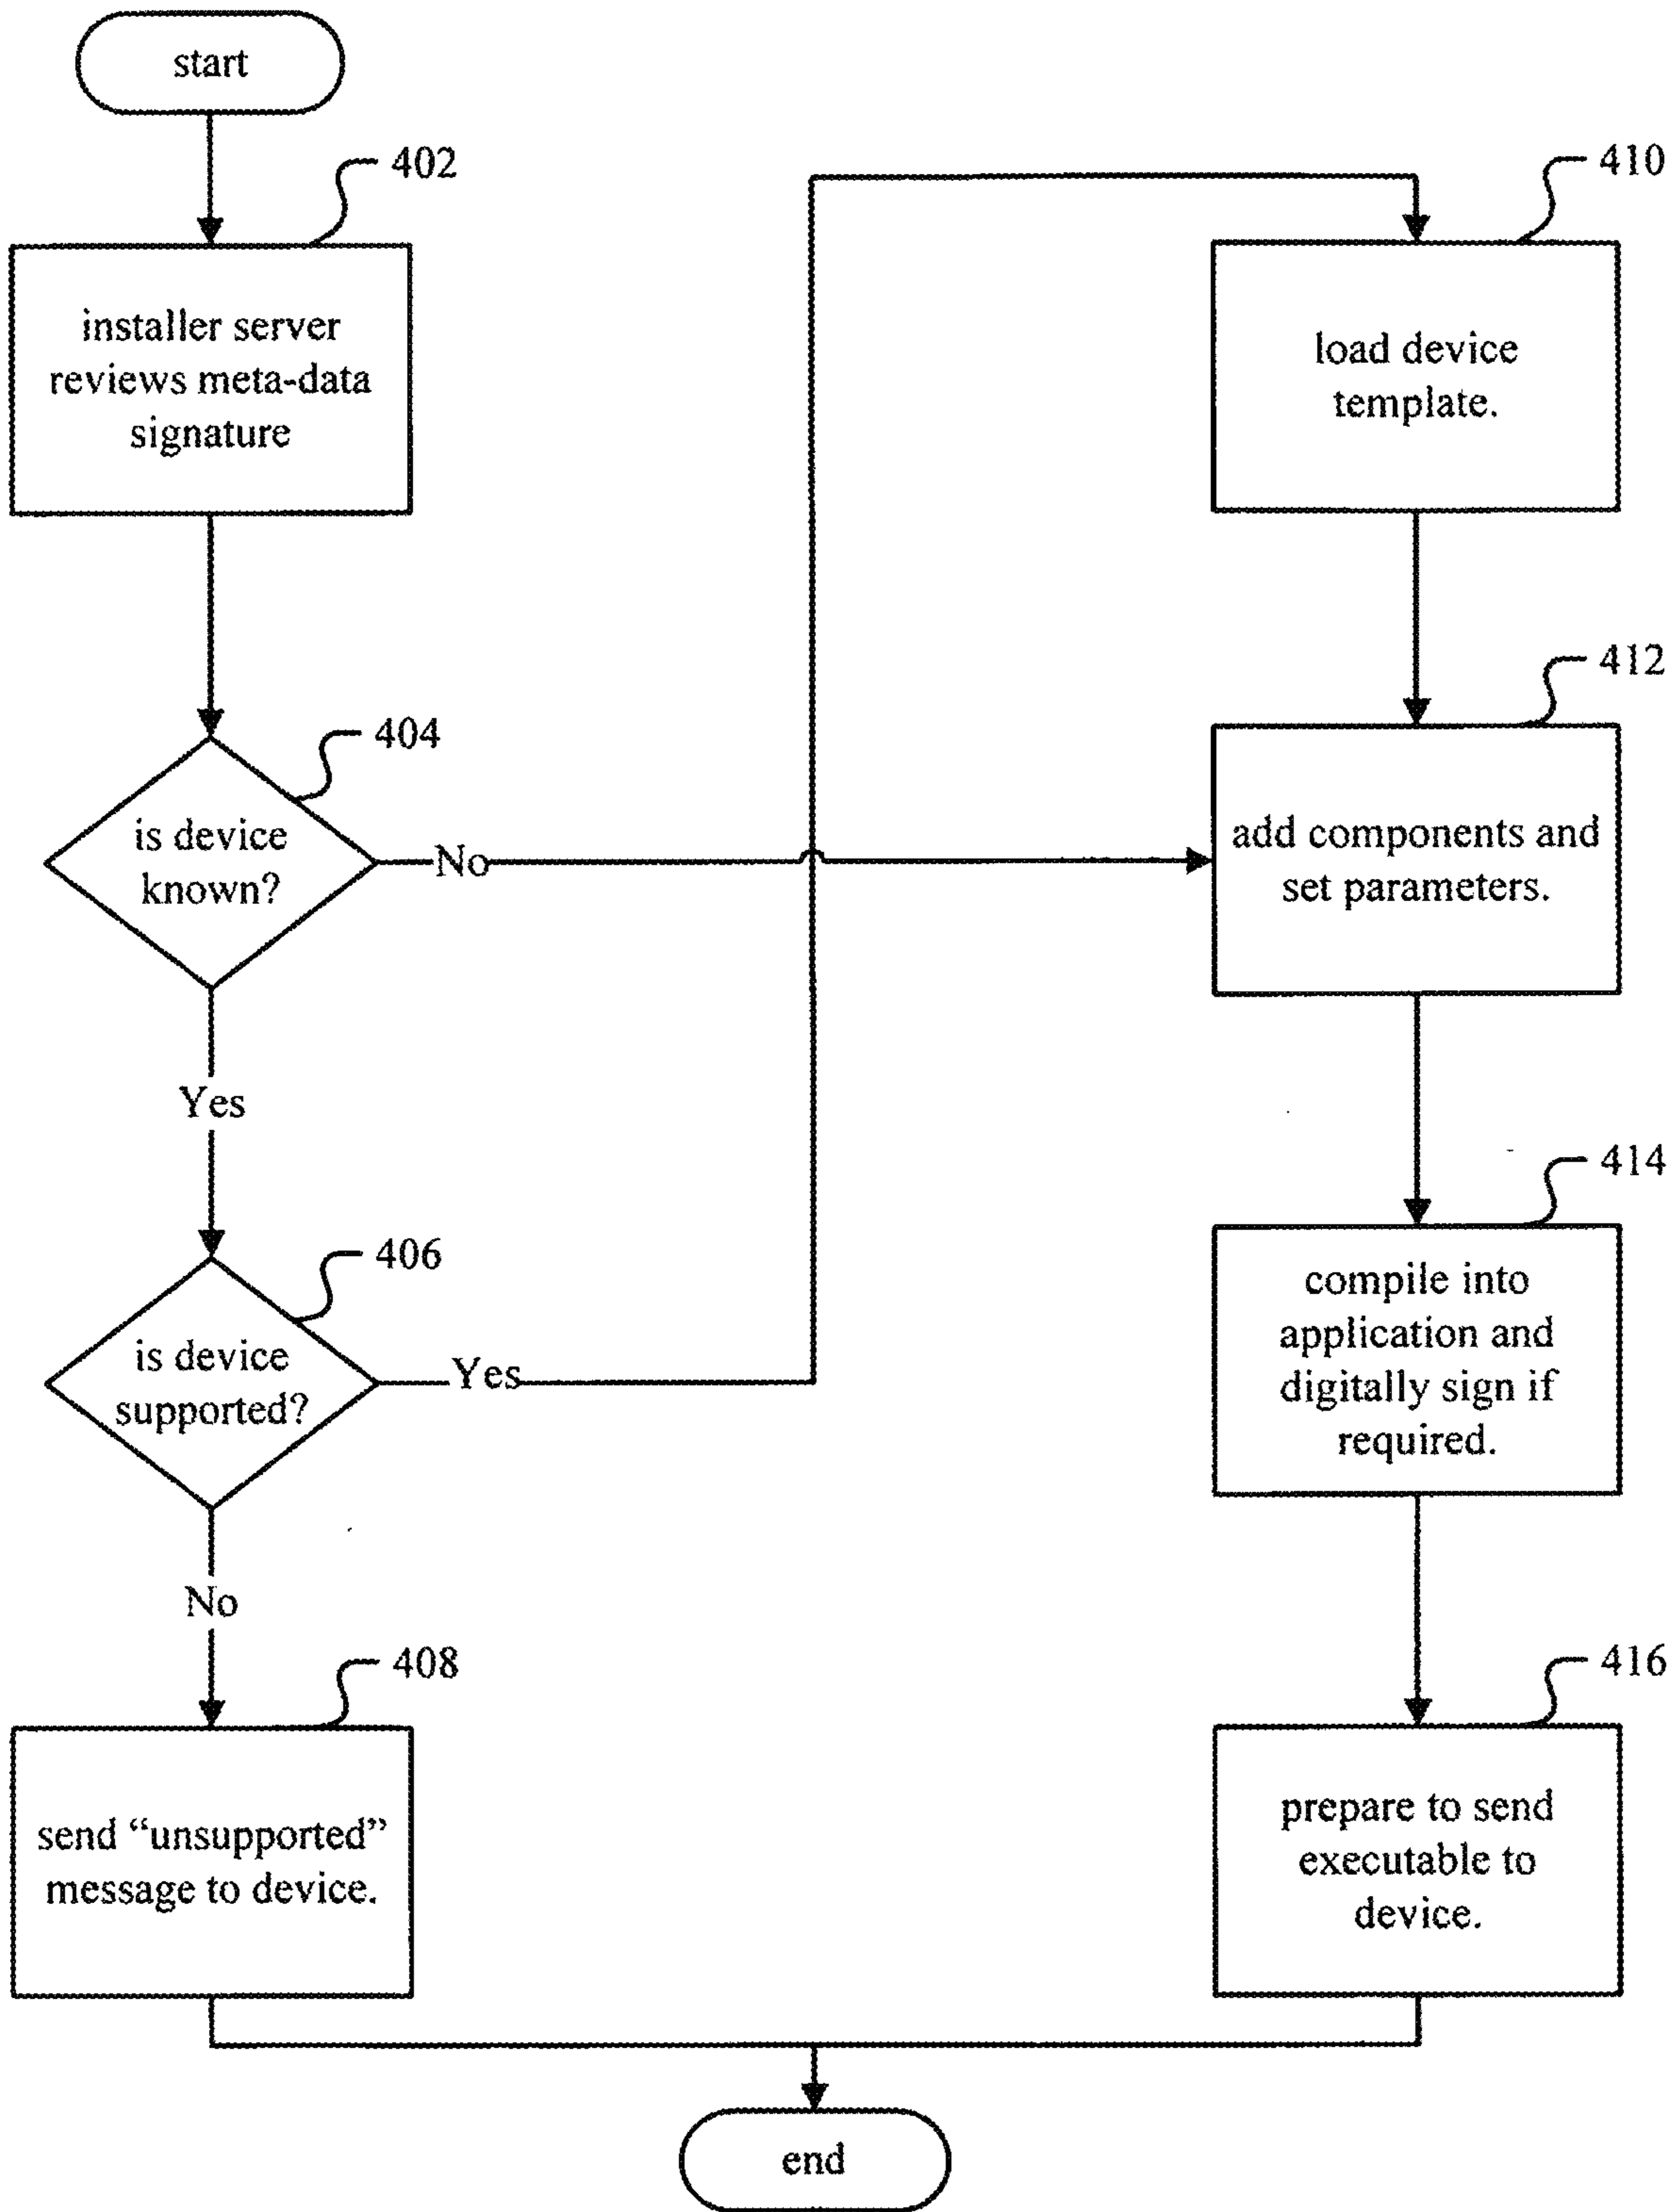 start
402
installer server
reviews meta-data
signature
404
is device
known?
No
Yes
406
is device
supported?
Yes
No
408
send “unsupported”
message to device.
410
load device
template.
412
add components and
set parameters.
414
compile into
application and
digitally sign if
required.
416
prepare to send
executable to
device.
end